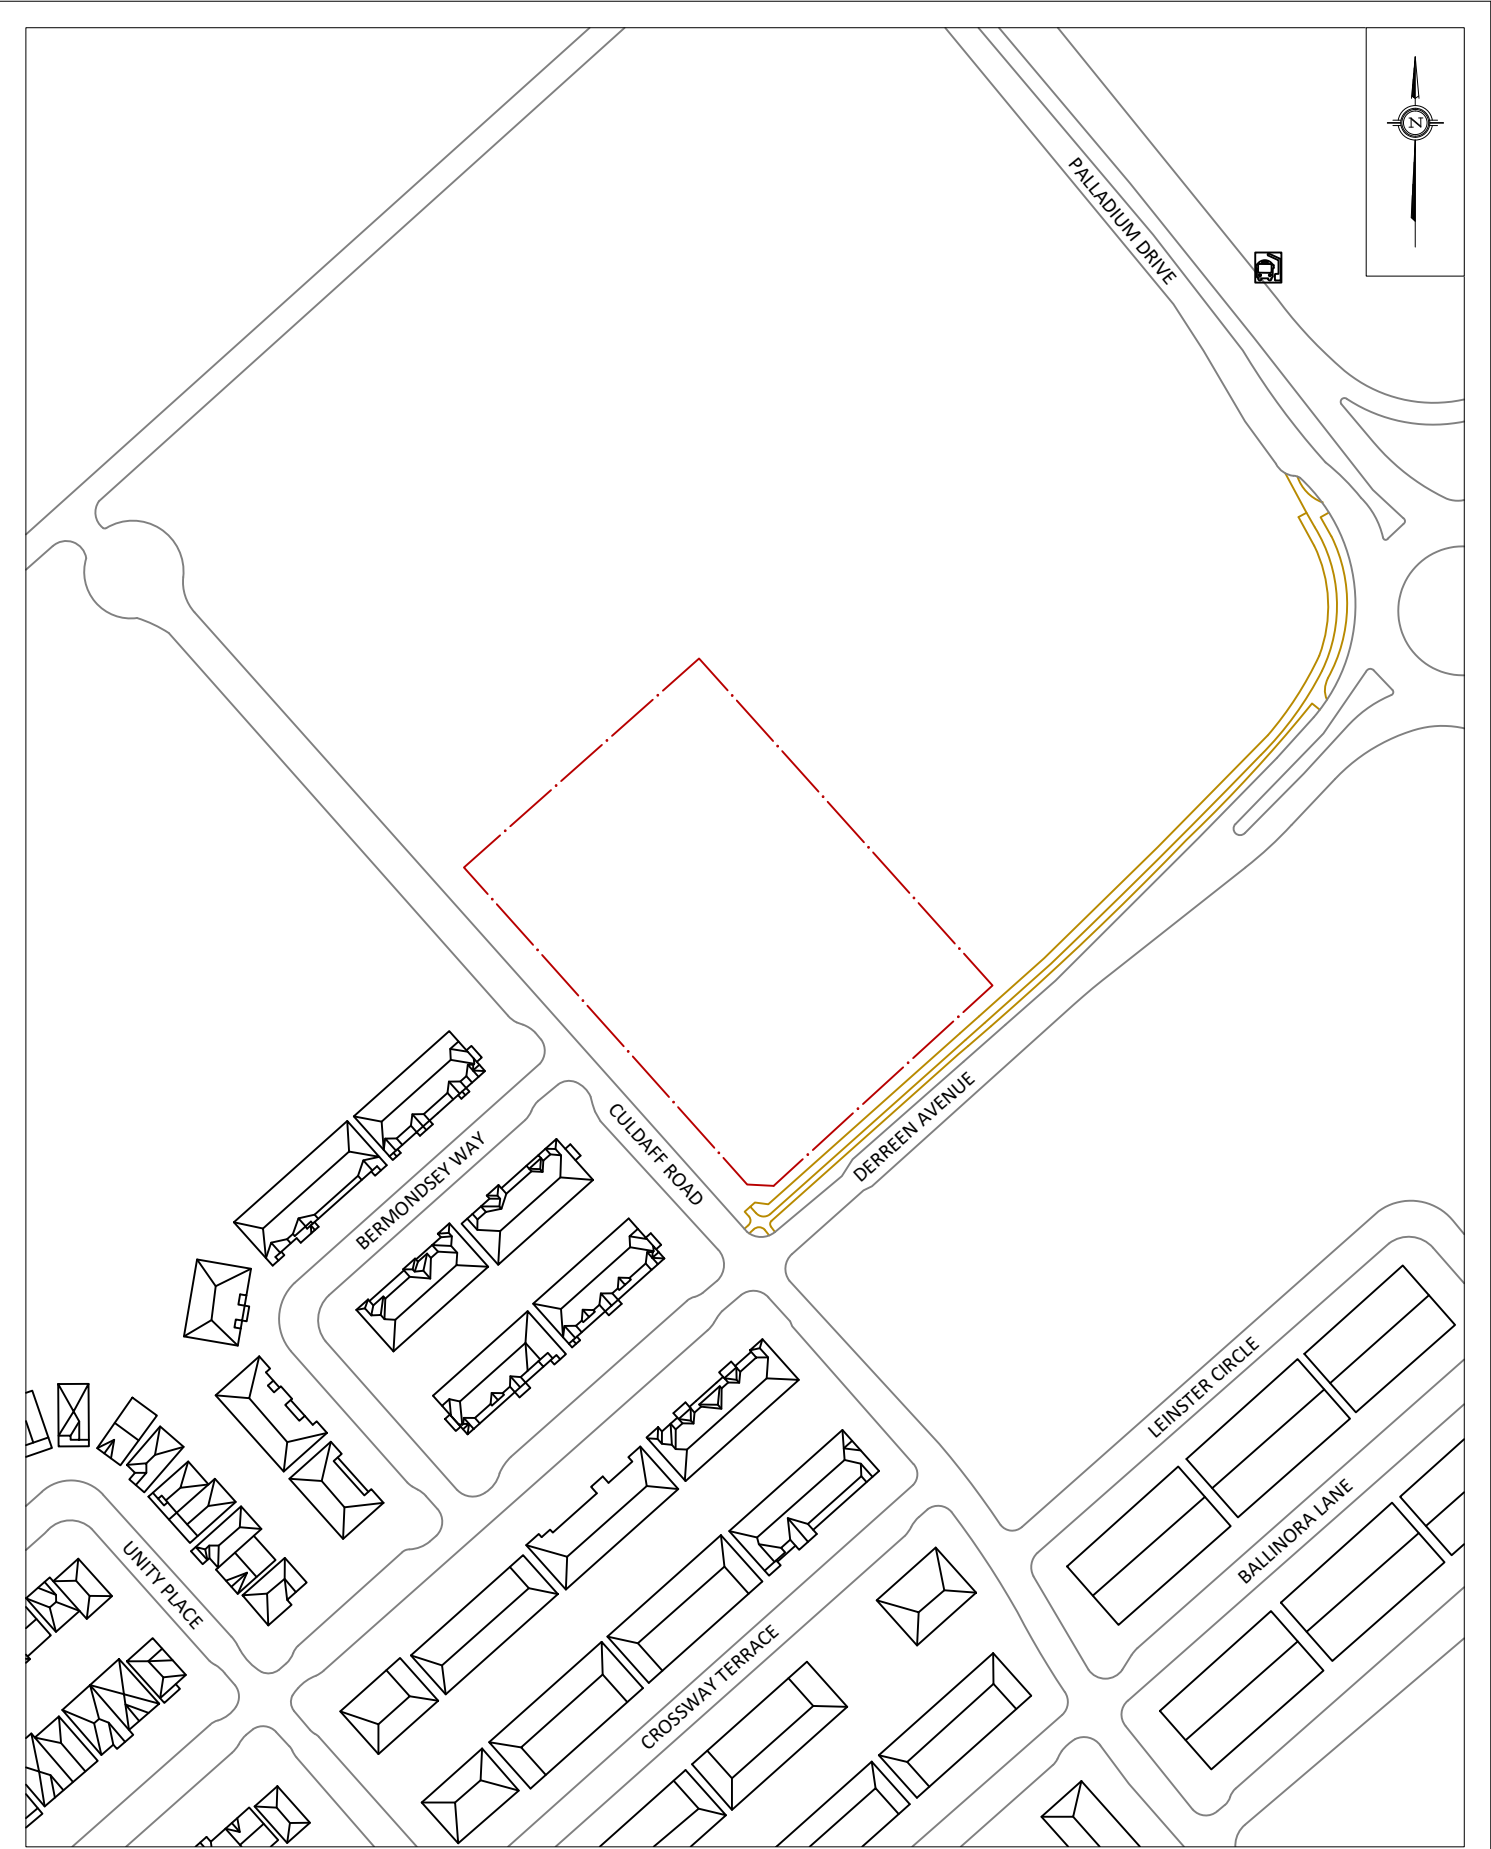 PALLADIUM DRIVE
N
CULDAFF ROAD
DERREEN AVENUE
BERMONDSEY WAY
LEINSTER CIRCLE
BALLINORA LANE
UNITY PLACE
CROSSWAY TERRACE